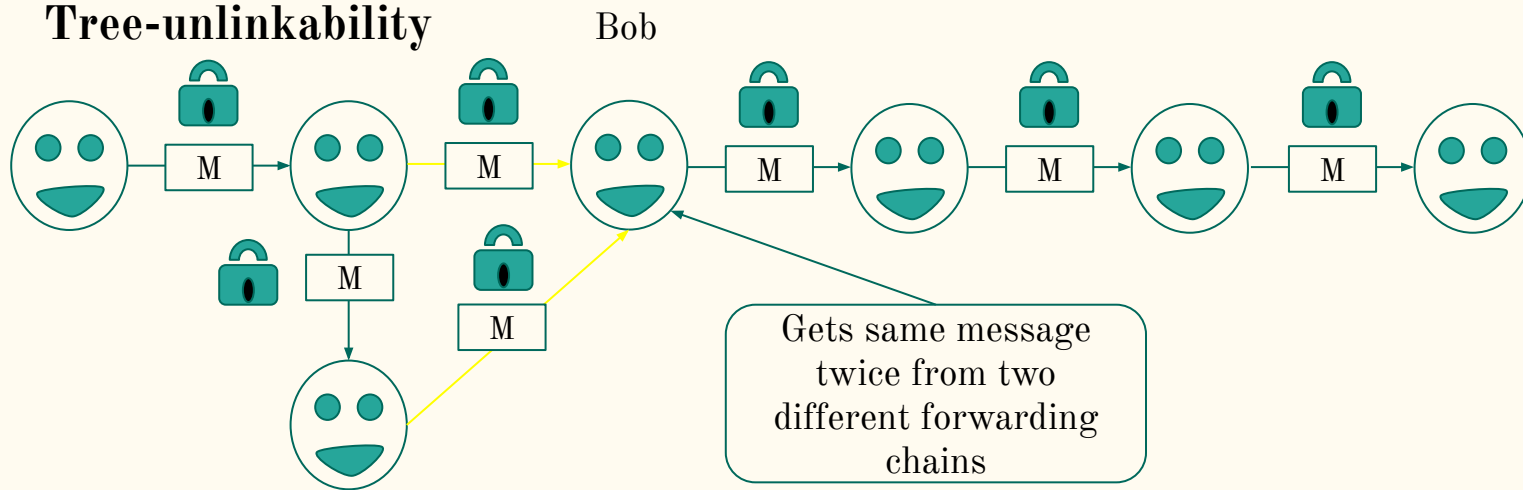 Tree-unlinkability
Bob
M
M
M
M
M
M
M
Gets same message
twice from two
different forwarding
chains